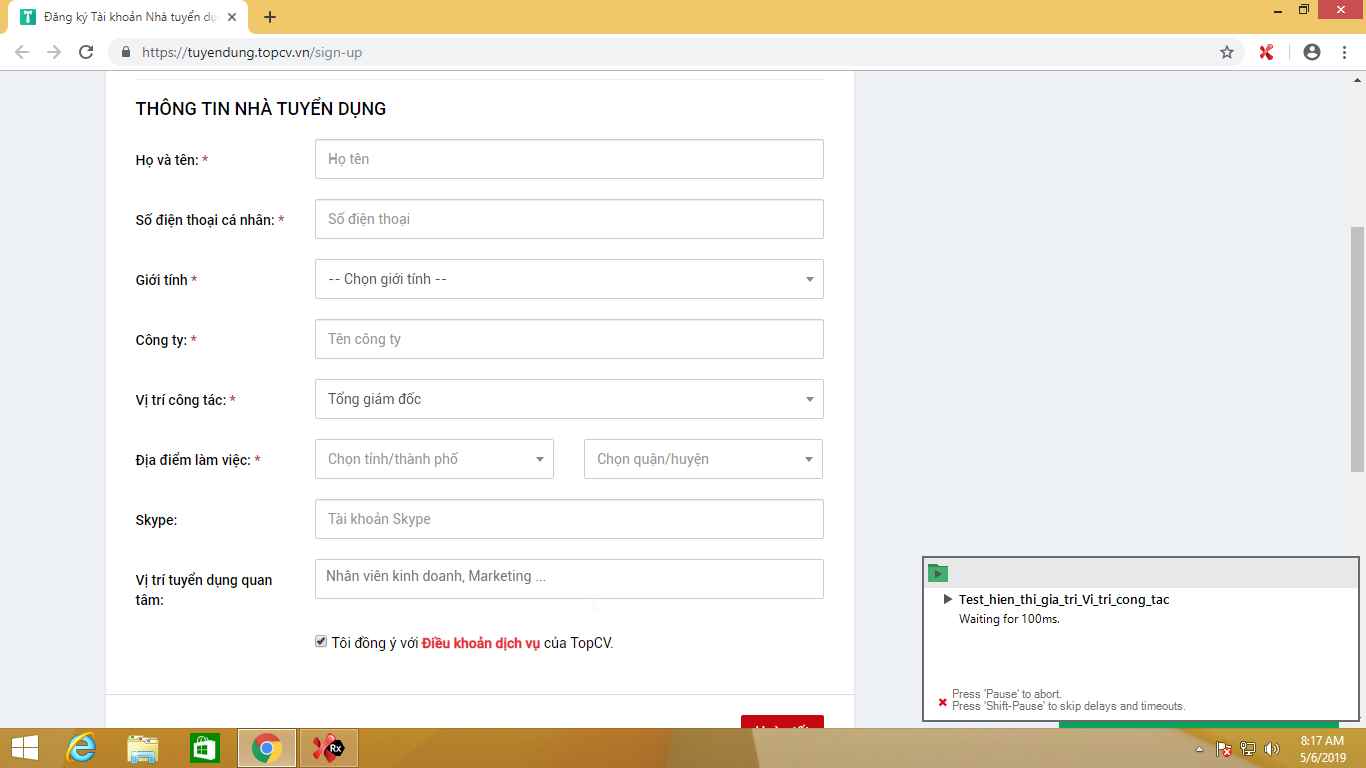 Đăng ký Tài khoản Nhà tuyển dụ
https://tuyendung.topcv.vn/sign-up
THÔNG TIN NHÀ TUYỂN DỤNG
Họ và tên: *
Họ tên
Số điện thoại cá nhân: *
Số điện thoại
Giới tính *
-- Chọn giới tính --
Công ty: *
Tên công ty
Vị trí công tác: *
Tổng giám đốc
Địa điểm làm việc: *
Chọn tỉnh/thành phố
Chọn quận/huyện
Skype:
Tài khoản Skype
Vị trí tuyển dụng quan
tâm:
Nhân viên kinh doanh, Marketing ...
Tôi đồng ý với Điều khoản dịch vụ của TopCV.
Test_hien_thi_gia_tri_Vi_tri_cong_tac
Waiting for 100ms.
Press 'Pause' to abort.
Press 'Shift-Pause' to skip delays and timeouts.
Rx
8:17 AM
5/6/2019